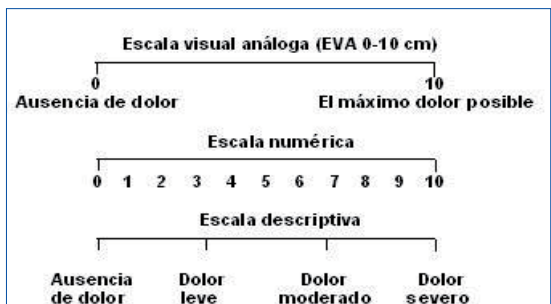 Escala visual análoga (EVA 0-10 cm)
0 10
Ausencia de dolor El máximo dolor posible
Escala numérica
0 1 2 3 4 5 6 7 8 9 10
Escala descriptiva
Ausencia Dolor Dolor Dolor
de dolor leve moderado severo